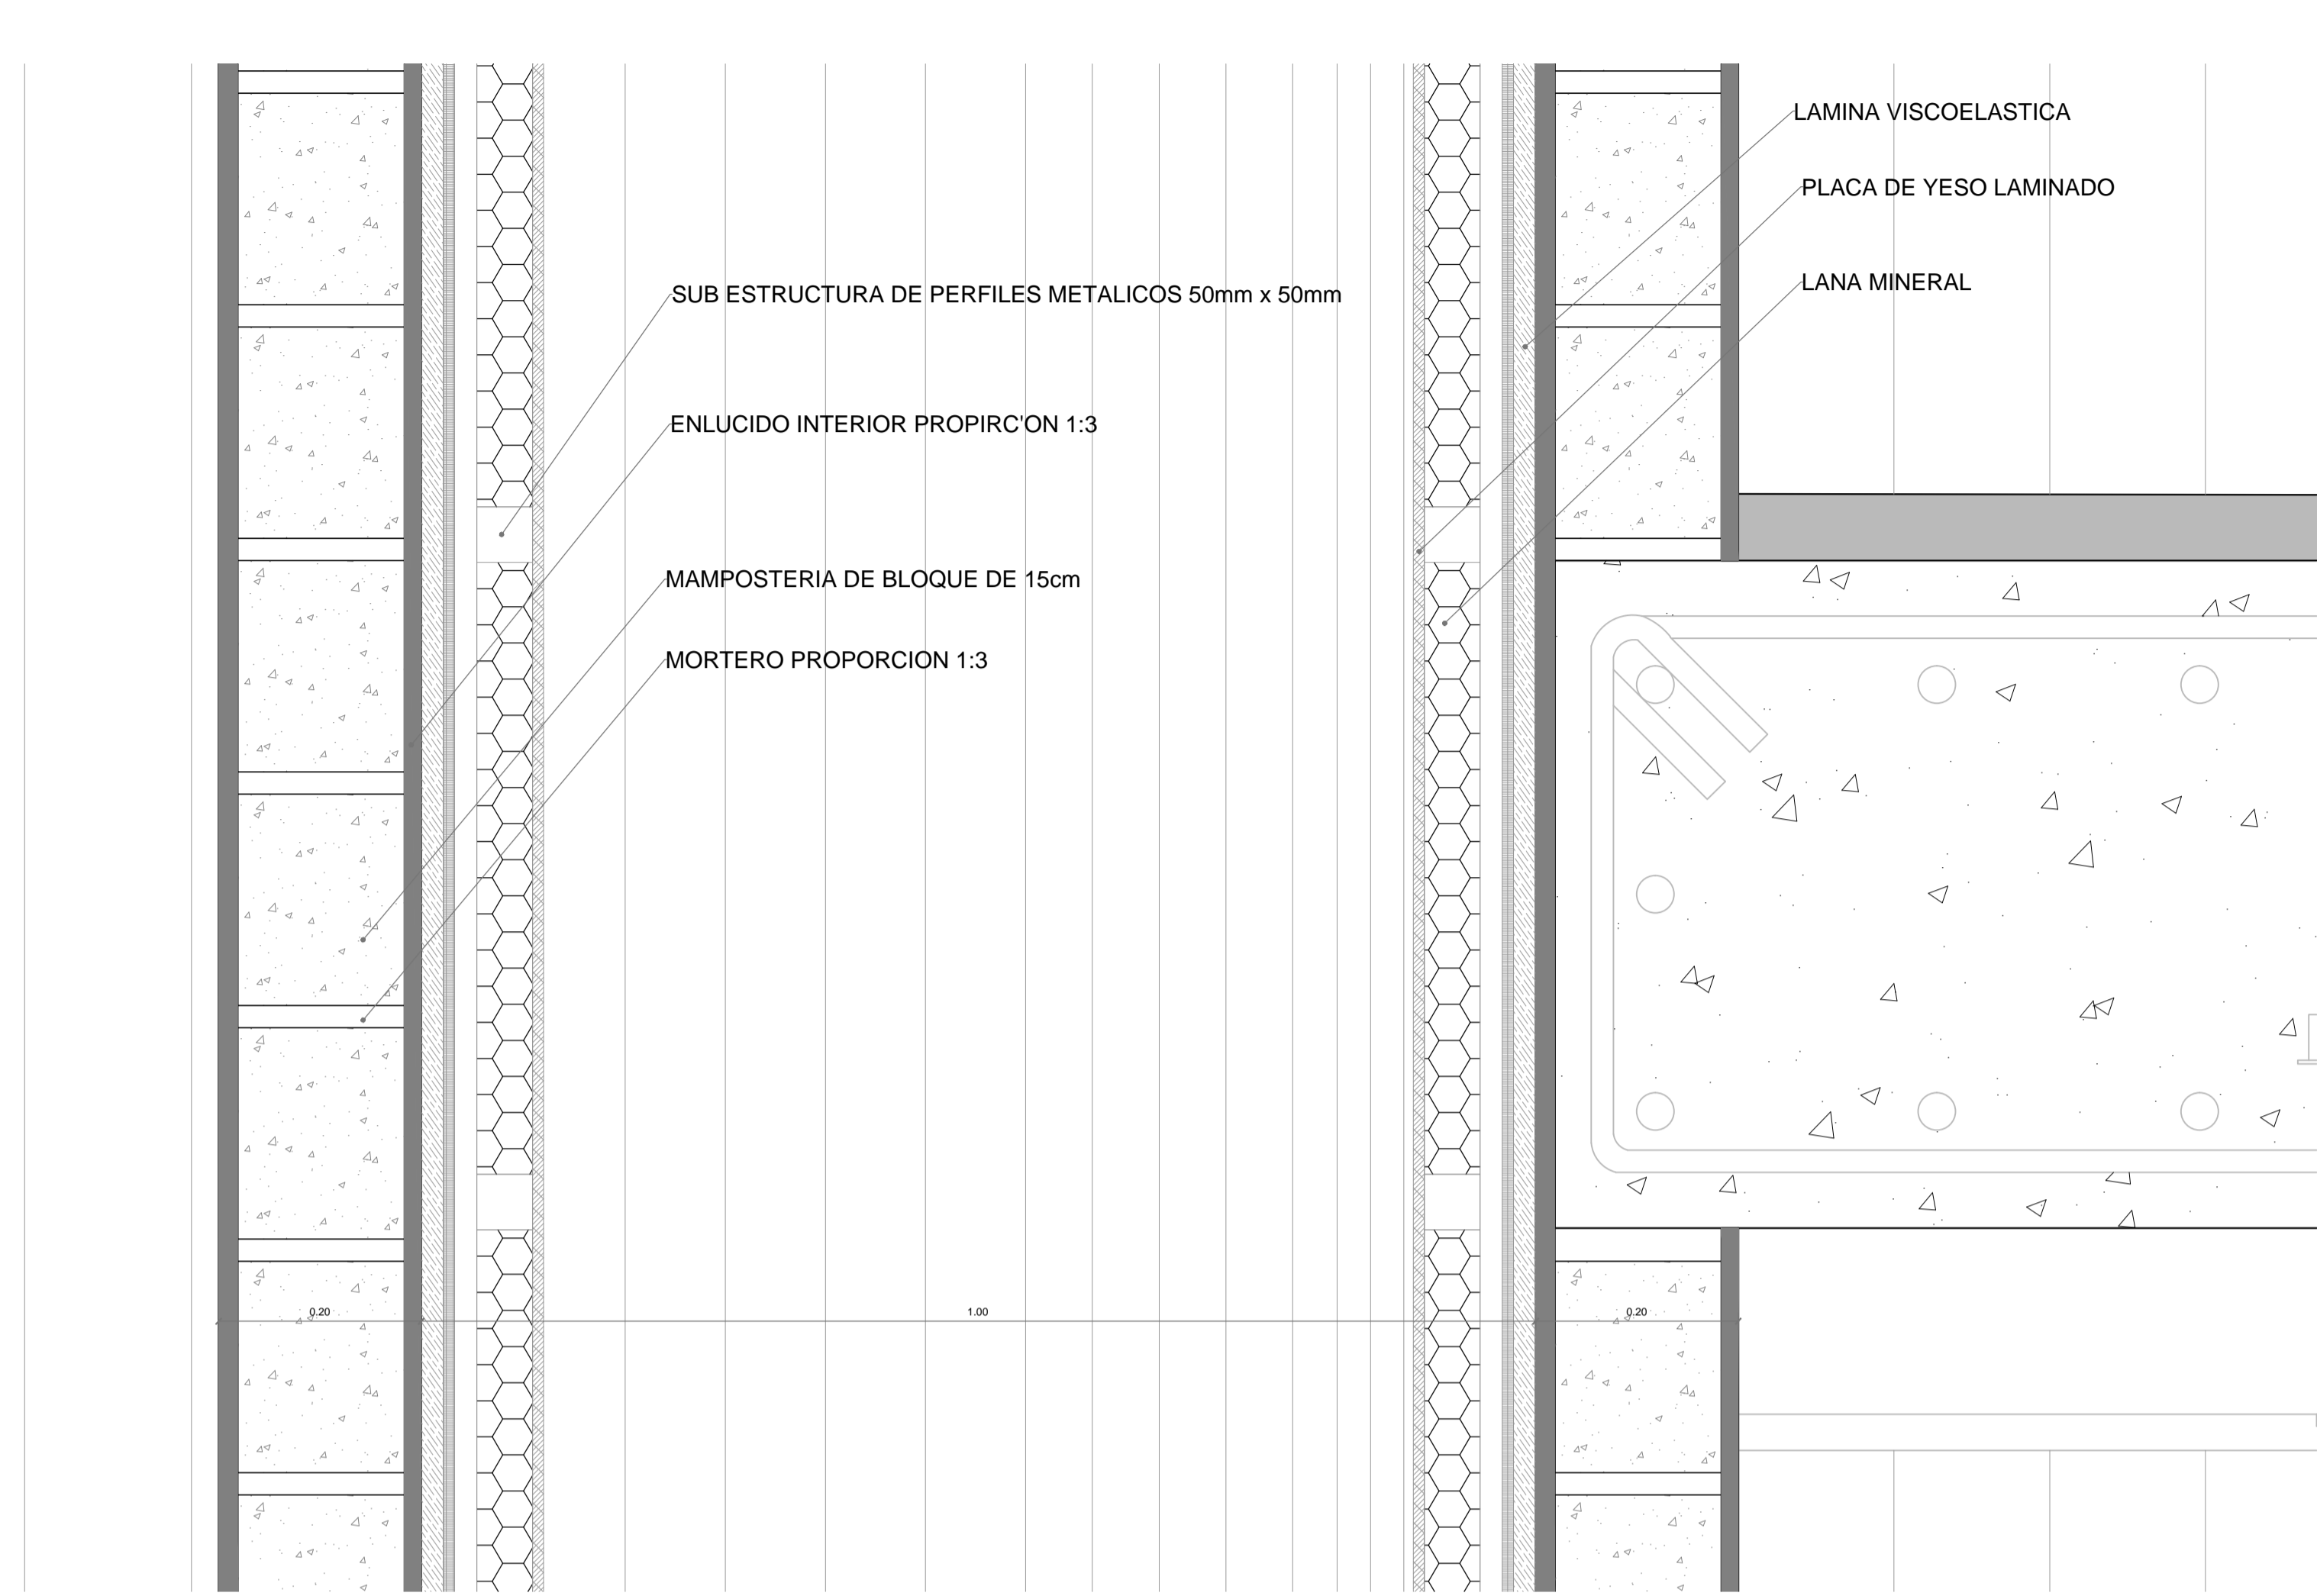 LAMINA VISCOELASTICA
PLACA DE YESO LAMINADO
LANA MINERAL
SUB ESTRUCTURA DE PERFILES METALICOS 50mm x 50mm
ENLUCIDO INTERIOR PROPIRC'ON 1:3
MAMPOSTERIA DE BLOQUE DE 15cm
MORTERO PROPORCION 1:3
0.20
1.00
0.20